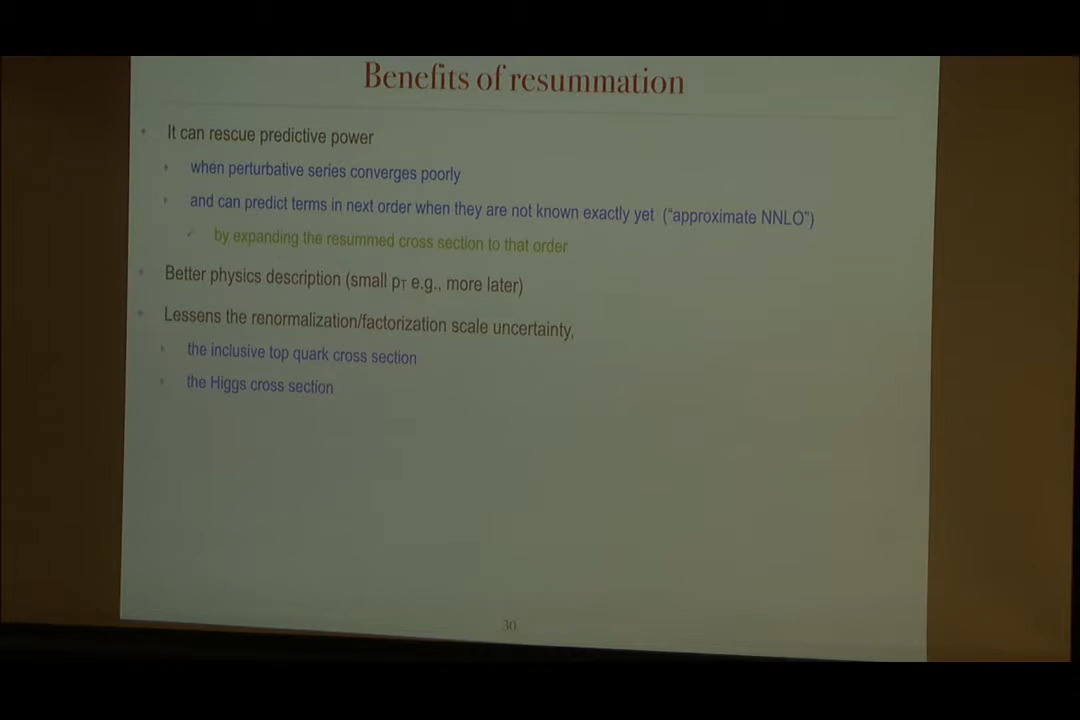 Benefits of resummation
It can rescue predictive power
when perturbative series converges poorly
and can predict terms in next order when they are not known exactly yet ("approximate NNLO")
by expanding the resummed cross section to that order
Better physics description (small pT e.g., more later)
Lessens the renormalization/factorization scale uncertainty,
the inclusive top quark cross section
the Higgs cross section
30